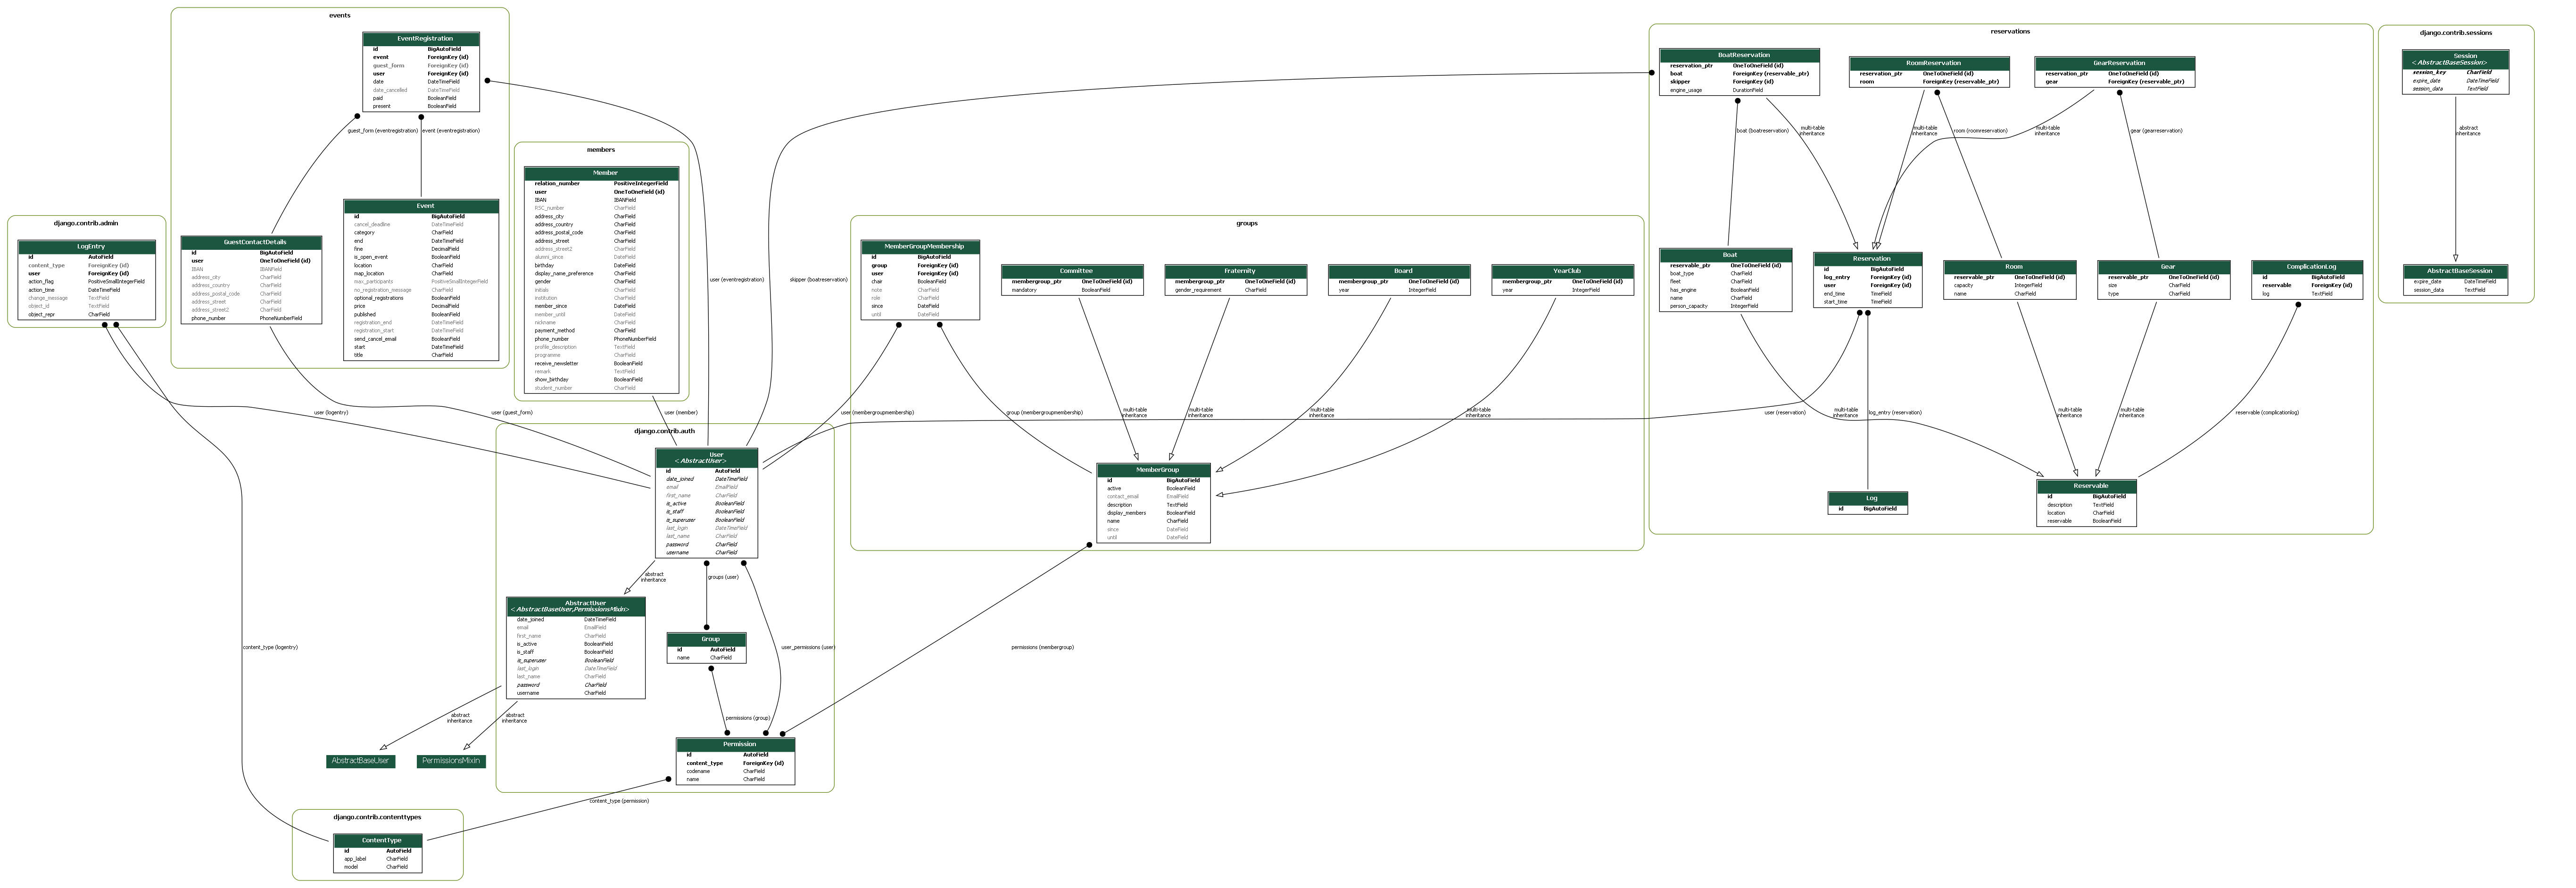 events
EventRegistration
id BigAutoField
event ForeignKey (id)
guest_form ForeignKey (id)
user ForeignKey (id)
date DateTimeField
date_cancelled DateTimeField
paid BooleanField
present BooleanField
guest_form (eventregistration)
event (eventregistration)
Event
id BigAutoField
cancel_deadline DateTimeField
category CharField
end DateTimeField
fine DecimalField
is_open_event BooleanField
location CharField
map_location CharField
max_participants PositiveSmallIntegerField
no_registration_message CharField
optional_registrations BooleanField
price DecimalField
published BooleanField
registration_end DateTimeField
registration_start DateTimeField
send_cancel_email BooleanField
start DateTimeField
title CharField
GuestContactDetails
id BigAutoField
user OneToOneField (id)
IBAN IBANField
address_city CharField
address_country CharField
address_postal_code CharField
address_street CharField
address_street2 CharField
phone_number PhoneNumberField
django.contrib.admin
LogEntry
id AutoField
content_type ForeignKey (id)
user ForeignKey (id)
action_flag PositiveSmallIntegerField
action_time DateTimeField
change_message TextField
object_id TextField
object_repr CharField
members
Member
relation_number PositiveIntegerField
user OneToOneField (id)
IBAN IBANField
RSC_number CharField
address_city CharField
address_country CharField
address_postal_code CharField
address_street CharField
address_street2 CharField
alumni_since DateField
birthday DateField
display_name_preference CharField
gender CharField
initials CharField
institution CharField
member_since DateField
member_until DateField
nickname CharField
payment_method CharField
phone_number PhoneNumberField
profile_description TextField
programme CharField
receive_newsletter BooleanField
remark TextField
show_birthday BooleanField
student_number CharField
user (eventregistration)
skipper (boatreservation)
user (logentry)
user (guest_form)
user (member)
user (membergroupmembership)
group (membergroupmembership)
groups
MemberGroupMembership
id BigAutoField
group ForeignKey (id)
user ForeignKey (id)
chair BooleanField
note CharField
role CharField
since DateField
until DateField
Committee
membergroup_ptr OneToOneField (id)
mandatory BooleanField
Fraternity
membergroup_ptr OneToOneField (id)
gender_requirement CharField
Board
membergroup_ptr OneToOneField (id)
year IntegerField
YearClub
membergroup_ptr OneToOneField (id)
year IntegerField
multi-table
inheritance
multi-table
inheritance
multi-table
inheritance
multi-table
inheritance
MemberGroup
id BigAutoField
active BooleanField
contact_email EmailField
description TextField
display_members BooleanField
name CharField
since DateField
until DateField
reservations
BoatReservation
reservation_ptr OneToOneField (id)
boat ForeignKey (reservable_ptr)
skipper ForeignKey (id)
engine_usage DurationField
RoomReservation
reservation_ptr OneToOneField (id)
room ForeignKey (reservable_ptr)
GearReservation
reservation_ptr OneToOneField (id)
gear ForeignKey (reservable_ptr)
boat (boatreservation)
multi-table
inheritance
multi-table
inheritance
room (roomreservation)
multi-table
inheritance
gear (gearreservation)
Boat
reservable_ptr OneToOneField (id)
boat_type CharField
fleet CharField
has_engine BooleanField
name CharField
person_capacity IntegerField
Reservation
id BigAutoField
log_entry ForeignKey (id)
user ForeignKey (id)
end_time TimeField
start_time TimeField
Room
reservable_ptr OneToOneField (id)
capacity IntegerField
name CharField
Gear
reservable_ptr OneToOneField (id)
size CharField
type CharField
ComplicationLog
id BigAutoField
reservable ForeignKey (id)
log TextField
user (reservation)
multi-table
inheritance
log_entry (reservation)
multi-table
inheritance
multi-table
inheritance
reservable (complicationlog)
Log
id BigAutoField
Reservable
id BigAutoField
description TextField
location CharField
reservable BooleanField
django.contrib.sessions
Session
<AbstractBaseSession>
session_key CharField
expire_date DateTimeField
session_data TextField
abstract
inheritance
AbstractBaseSession
expire_date DateTimeField
session_data TextField
django.contrib.auth
User
<AbstractUser>
id AutoField
date_joined DateTimeField
email EmailField
first_name CharField
is_active BooleanField
is_staff BooleanField
is_superuser BooleanField
last_login DateTimeField
last_name CharField
password CharField
username CharField
abstract
inheritance
groups (user)
AbstractUser
<AbstractBaseUser,PermissionsMixin>
date_joined DateTimeField
email EmailField
first_name CharField
is_active BooleanField
is_staff BooleanField
is_superuser BooleanField
last_login DateTimeField
last_name CharField
password CharField
username CharField
Group
id AutoField
name CharField
content_type (logentry)
user_permissions (user)
permissions (membergroup)
abstract
inheritance
abstract
inheritance
permissions (group)
AbstractBaseUser
PermissionsMixin
Permission
id AutoField
content_type ForeignKey (id)
codename CharField
name CharField
content_type (permission)
django.contrib.contenttypes
ContentType
id AutoField
app_label CharField
model CharField